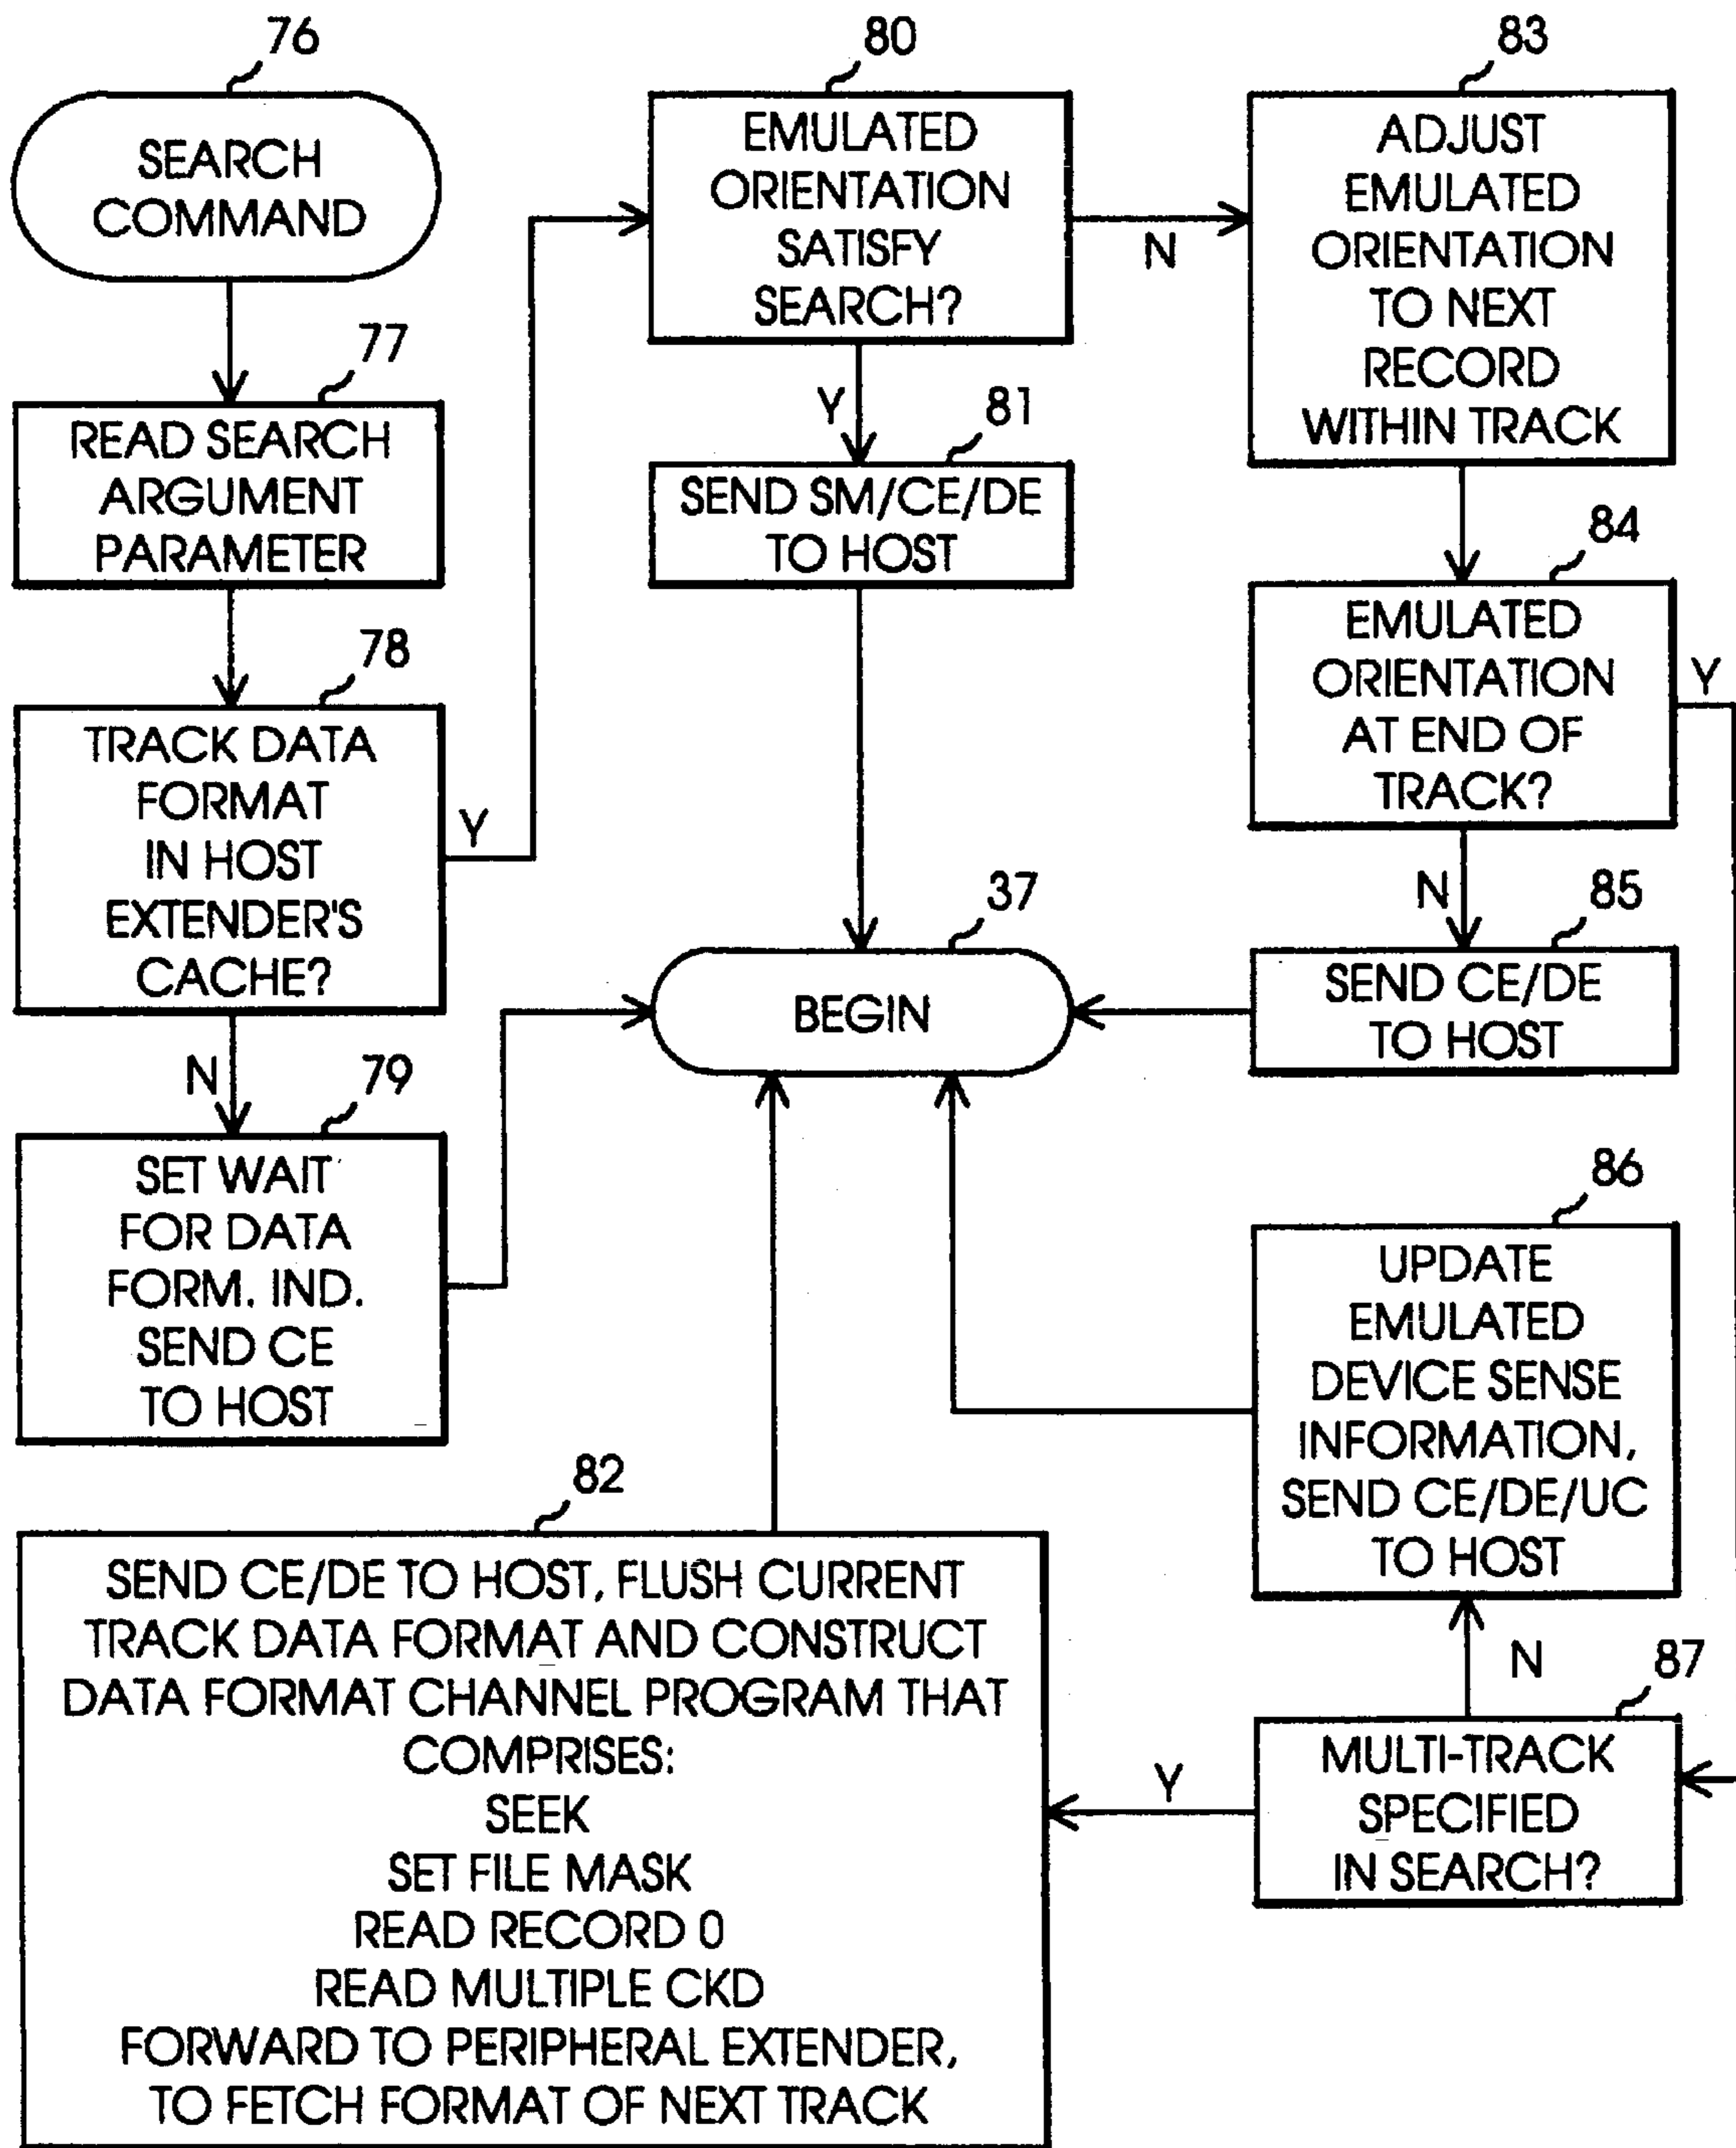 76
SEARCH
COMMAND
77
READ SEARCH
ARGUMENT
PARAMETER
78
TRACK DATA
FORMAT
IN HOST
EXTENDER'S
CACHE?
Y
N
79
SET WAIT
FOR DATA
FORM. IND.
SEND CE
TO HOST
80
EMULATED
ORIENTATION
SATISFY
SEARCH?
N
Y
81
SEND SM/CE/DE
TO HOST
37
BEGIN
83
ADJUST
EMULATED
ORIENTATION
TO NEXT
RECORD
WITHIN TRACK
84
EMULATED
ORIENTATION
AT END OF
TRACK?
Y
N
85
SEND CE/DE
TO HOST
86
UPDATE
EMULATED
DEVICE SENSE
INFORMATION,
SEND CE/DE/UC
TO HOST
N
87
MULTI-TRACK
SPECIFIED
IN SEARCH?
Y
82
SEND CE/DE TO HOST, FLUSH CURRENT
TRACK DATA FORMAT AND CONSTRUCT
DATA FORMAT CHANNEL PROGRAM THAT
COMPRISES:
SEEK
SET FILE MASK
READ RECORD 0
READ MULTIPLE CKD
FORWARD TO PERIPHERAL EXTENDER,
TO FETCH FORMAT OF NEXT TRACK